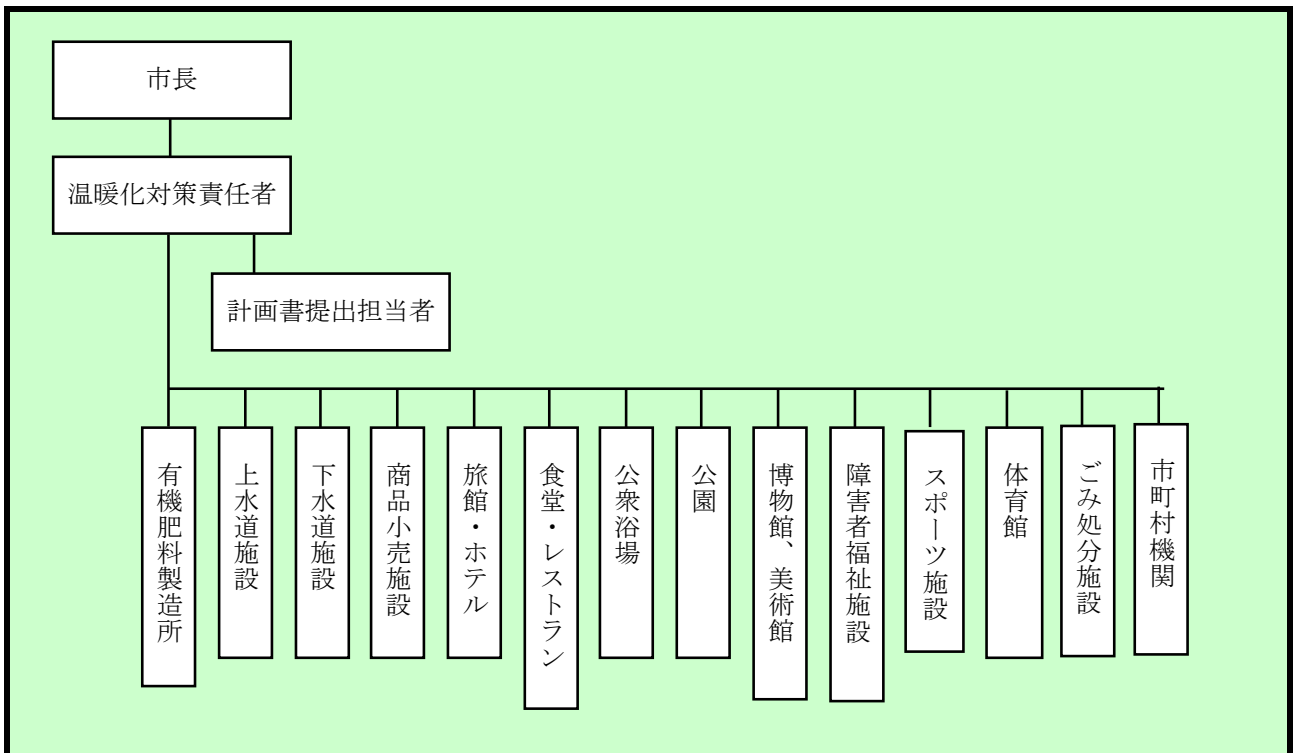 市長
温暖化対策責任者
計画書提出担当者
有機肥料製造所
上水道施設
下水道施設
商品小売施設
旅館・ホテル
食堂・レストラン
公衆浴場
公園
博物館、美術館
障害者福祉施設
スポーツ施設
体育館
ごみ処分施設
市町村機関